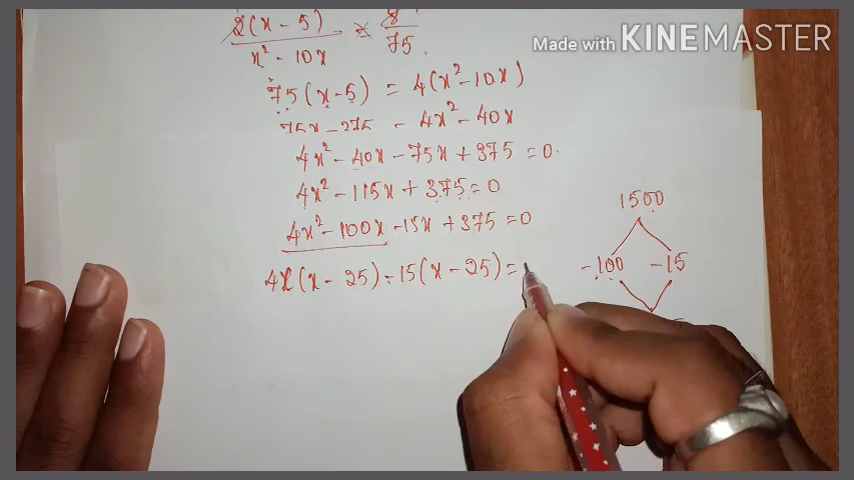 2(x - 5) / x² - 10x × 8 / 75
Made with KINEMASTER
75(x - 5) = 4(x² - 10x)
75x - 375 = 4x² - 40x
4x² - 40x - 75x + 375 = 0
4x² - 115x + 375 = 0
1500
4x² - 100x - 15x + 375 = 0
-100 -15
4x(x - 25) - 15(x - 25) =